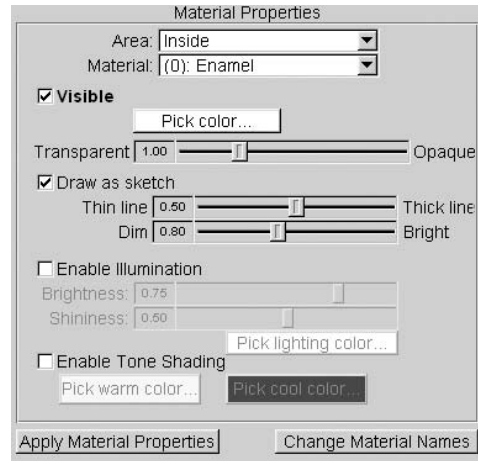 Material Properties
Area: Inside
Material: (0): Enamel
Visible
Pick color...
Transparent 1.00 Opaque
Draw as sketch
Thin line 0.50 Thick line
Dim 0.80 Bright
Enable Illumination
Brightness: 0.75
Shininess: 0.50
Pick lighting color...
Enable Tone Shading
Pick warm color... Pick cool color...
Apply Material Properties Change Material Names